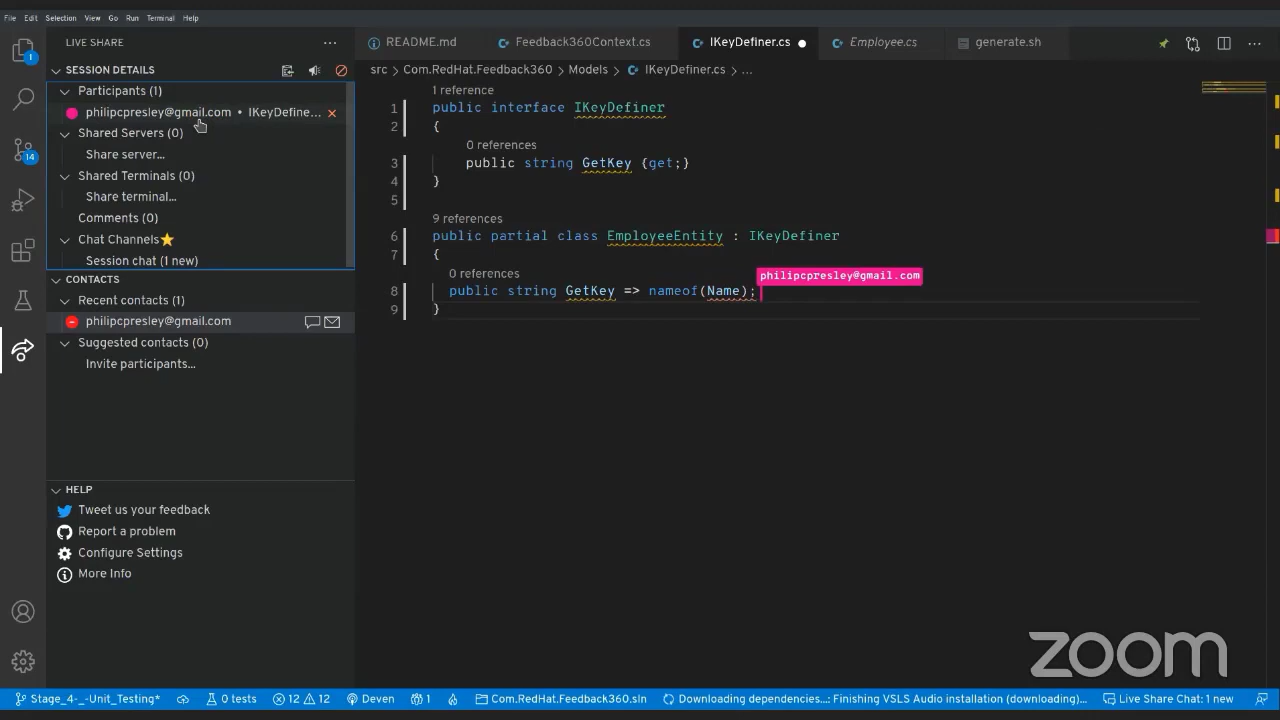 File Edit Selection View Go Run Terminal Help
LIVE SHARE
README.md Feedback360Context.cs IKeyDefiner.cs Employee.cs generate.sh
SESSION DETAILS
src > Com.RedHat.Feedback360 > Models > IKeyDefiner.cs > ...
Participants (1)
philipcpresley@gmail.com • IKeyDefine...
Shared Servers (0)
Share server...
Shared Terminals (0)
Share terminal...
Comments (0)
Chat Channels⭐
Session chat (1 new)
CONTACTS
Recent contacts (1)
philipcpresley@gmail.com
Suggested contacts (0)
Invite participants...
HELP
Tweet us your feedback
Report a problem
Configure Settings
More Info
1
14
1 reference
1 public interface IKeyDefiner
2 {
0 references
3 public string GetKey {get;}
4 }
5
9 references
6 public partial class EmployeeEntity : IKeyDefiner
7 {
0 references
philipcpresley@gmail.com
8 public string GetKey => nameof(Name);
9 }
zoom
Stage_4-_-Unit_Testing* 0 tests 12 12 Deven 1 Com.RedHat.Feedback360.sln Downloading dependencies...: Finishing VSLS Audio installation (downloading)... Live Share Chat: 1 new